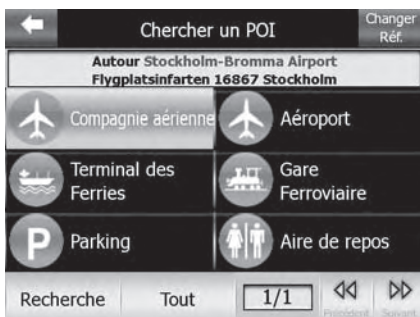 Chercher un POI
Changer
Réf.
Autour Stockholm-Bromma Airport
Flygplatsinfarten 16867 Stockholm
Compagnie aérienne
Aéroport
Terminal des
Ferries
Gare
Ferroviaire
P
Parking
Aire de repos
Recherche
Tout
1/1
Précédent
Suivant